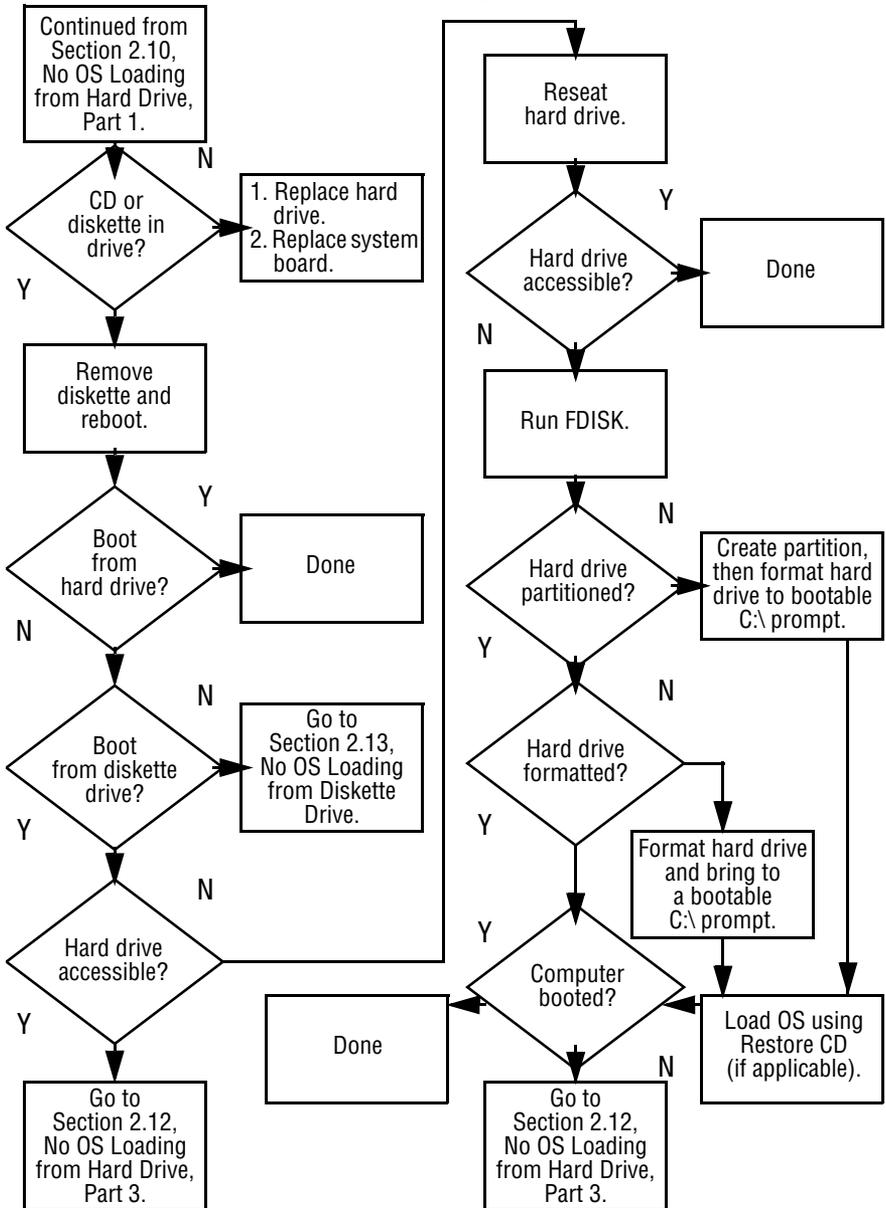 Continued from
Section 2.10,
No OS Loading
from Hard Drive,
Part 1.
N
CD or
diskette in
drive?
1. Replace hard
drive.
2. Replace system
board.
Y
Remove
diskette and
reboot.
Y
Boot
from
hard drive?
Done
N
N
Boot
from diskette
drive?
Go to
Section 2.13,
No OS Loading
from Diskette
Drive.
Y
N
Hard drive
accessible?
Y
Go to
Section 2.12,
No OS Loading
from Hard Drive,
Part 3.
Reseat
hard drive.
Y
Hard drive
accessible?
Done
N
Run FDISK.
N
Hard drive
partitioned?
Create partition,
then format hard
drive to bootable
C:\ prompt.
Y
N
Hard drive
formatted?
Y
Format hard drive
and bring to
a bootable
C:\ prompt.
Y
Computer
booted?
Done
Load OS using
Restore CD
(if applicable).
N
Go to
Section 2.12,
No OS Loading
from Hard Drive,
Part 3.